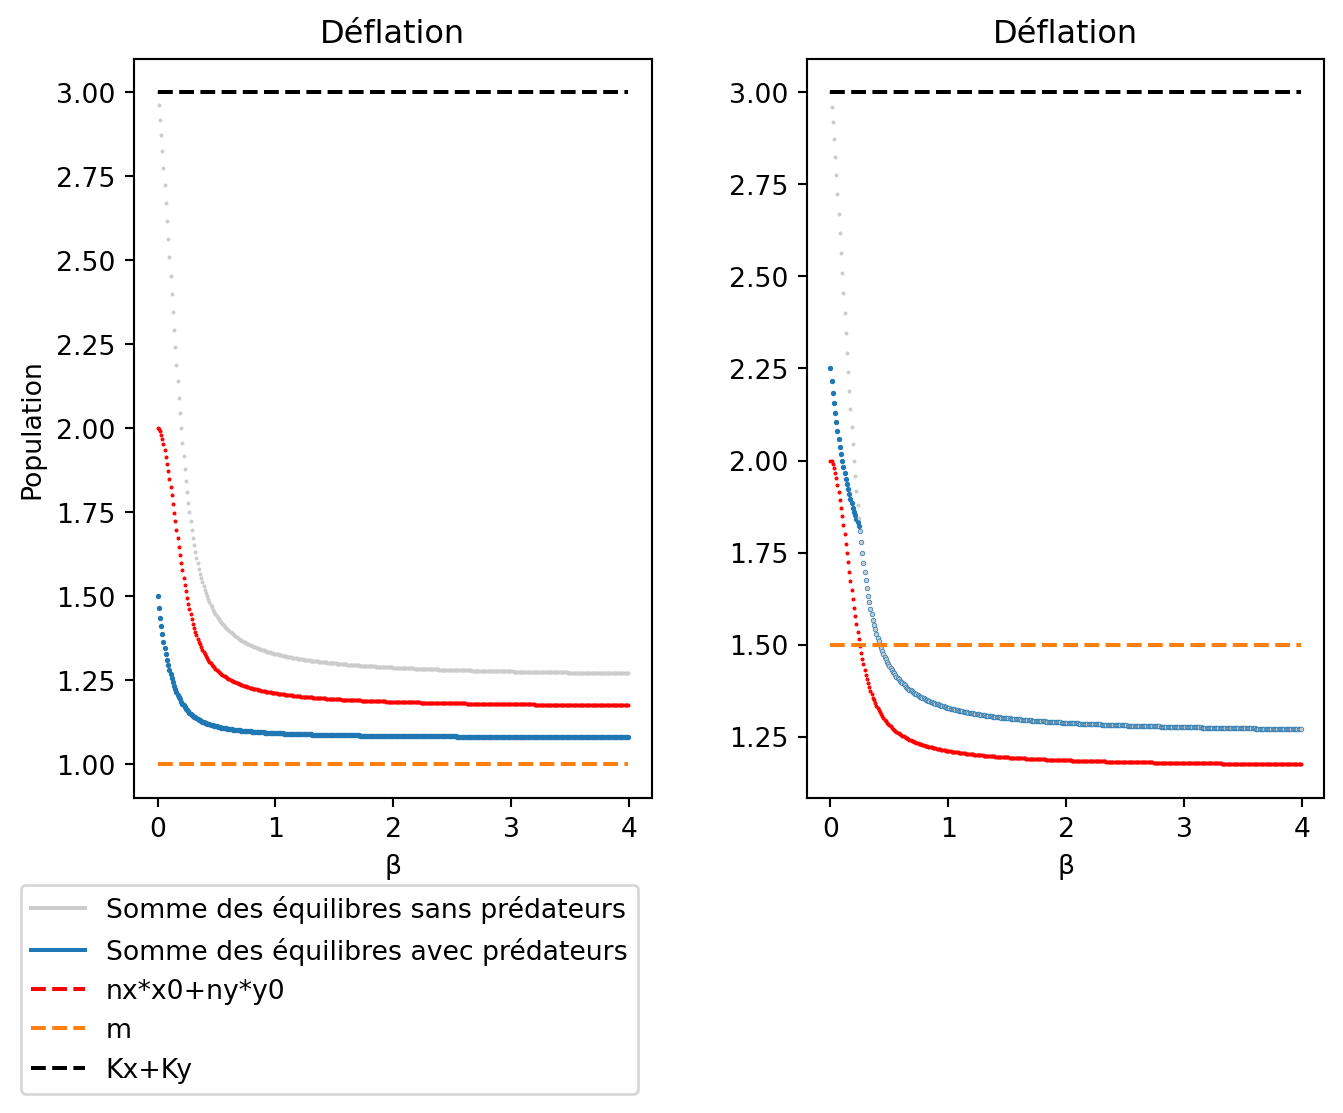 Déflation
3.00
2.75
2.50
2.25
2.00
1.75
1.50
1.25
1.00
Population
0 1 2 3 4
β
Déflation
3.00
2.75
2.50
2.25
2.00
1.75
1.50
1.25
0 1 2 3 4
β
Somme des équilibres sans prédateurs
Somme des équilibres avec prédateurs
nx*x0+ny*y0
m
Kx+Ky